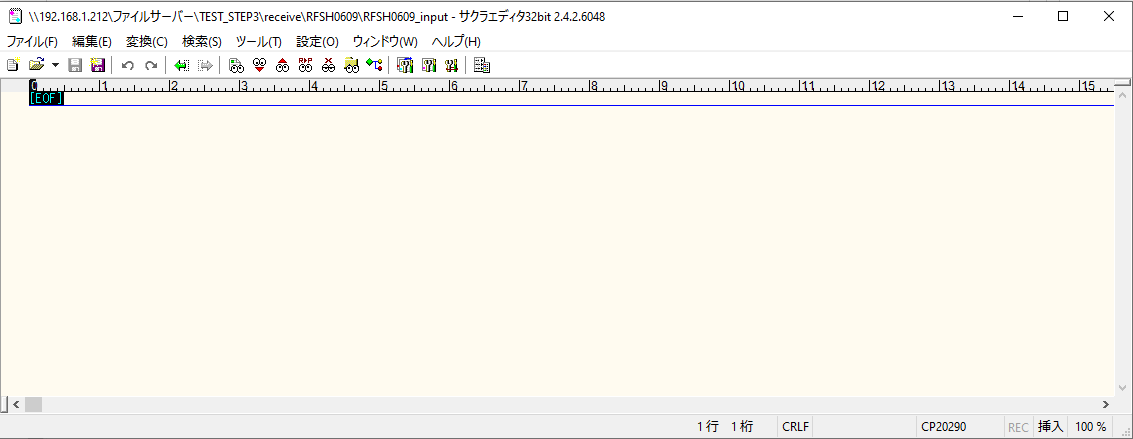 \\192.168.1.212\ファイルサーバー\TEST_STEP3\receive\RFSH0609\RFSH0609_input - サクラエディタ32bit 2.4.2.6048
ファイル(F) 編集(E) 変換(C) 検索(S) ツール(T) 設定(O) ウィンドウ(W) ヘルプ(H)
0 1 2 3 4 5 6 7 8 9 10 11 12 13 14 15
[EOF]
1 行 1 桁 CRLF CP20290 REC 挿入 100 %